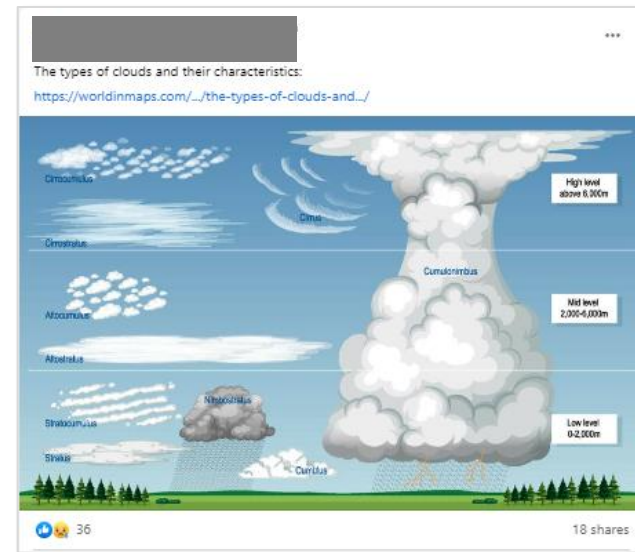 The types of clouds and their characteristics:
https://worldinmaps.com/.../the-types-of-clouds-and.../
Cirrocumulus
Cirrus
High level
above 6,000m
Cirrostratus
Cumulonimbus
Altocumulus
Mid level
2,000-6,000m
Altostratus
Nimbostratus
Stratocumulus
Low level
0-2,000m
Stratus
Cumulus
36
18 shares